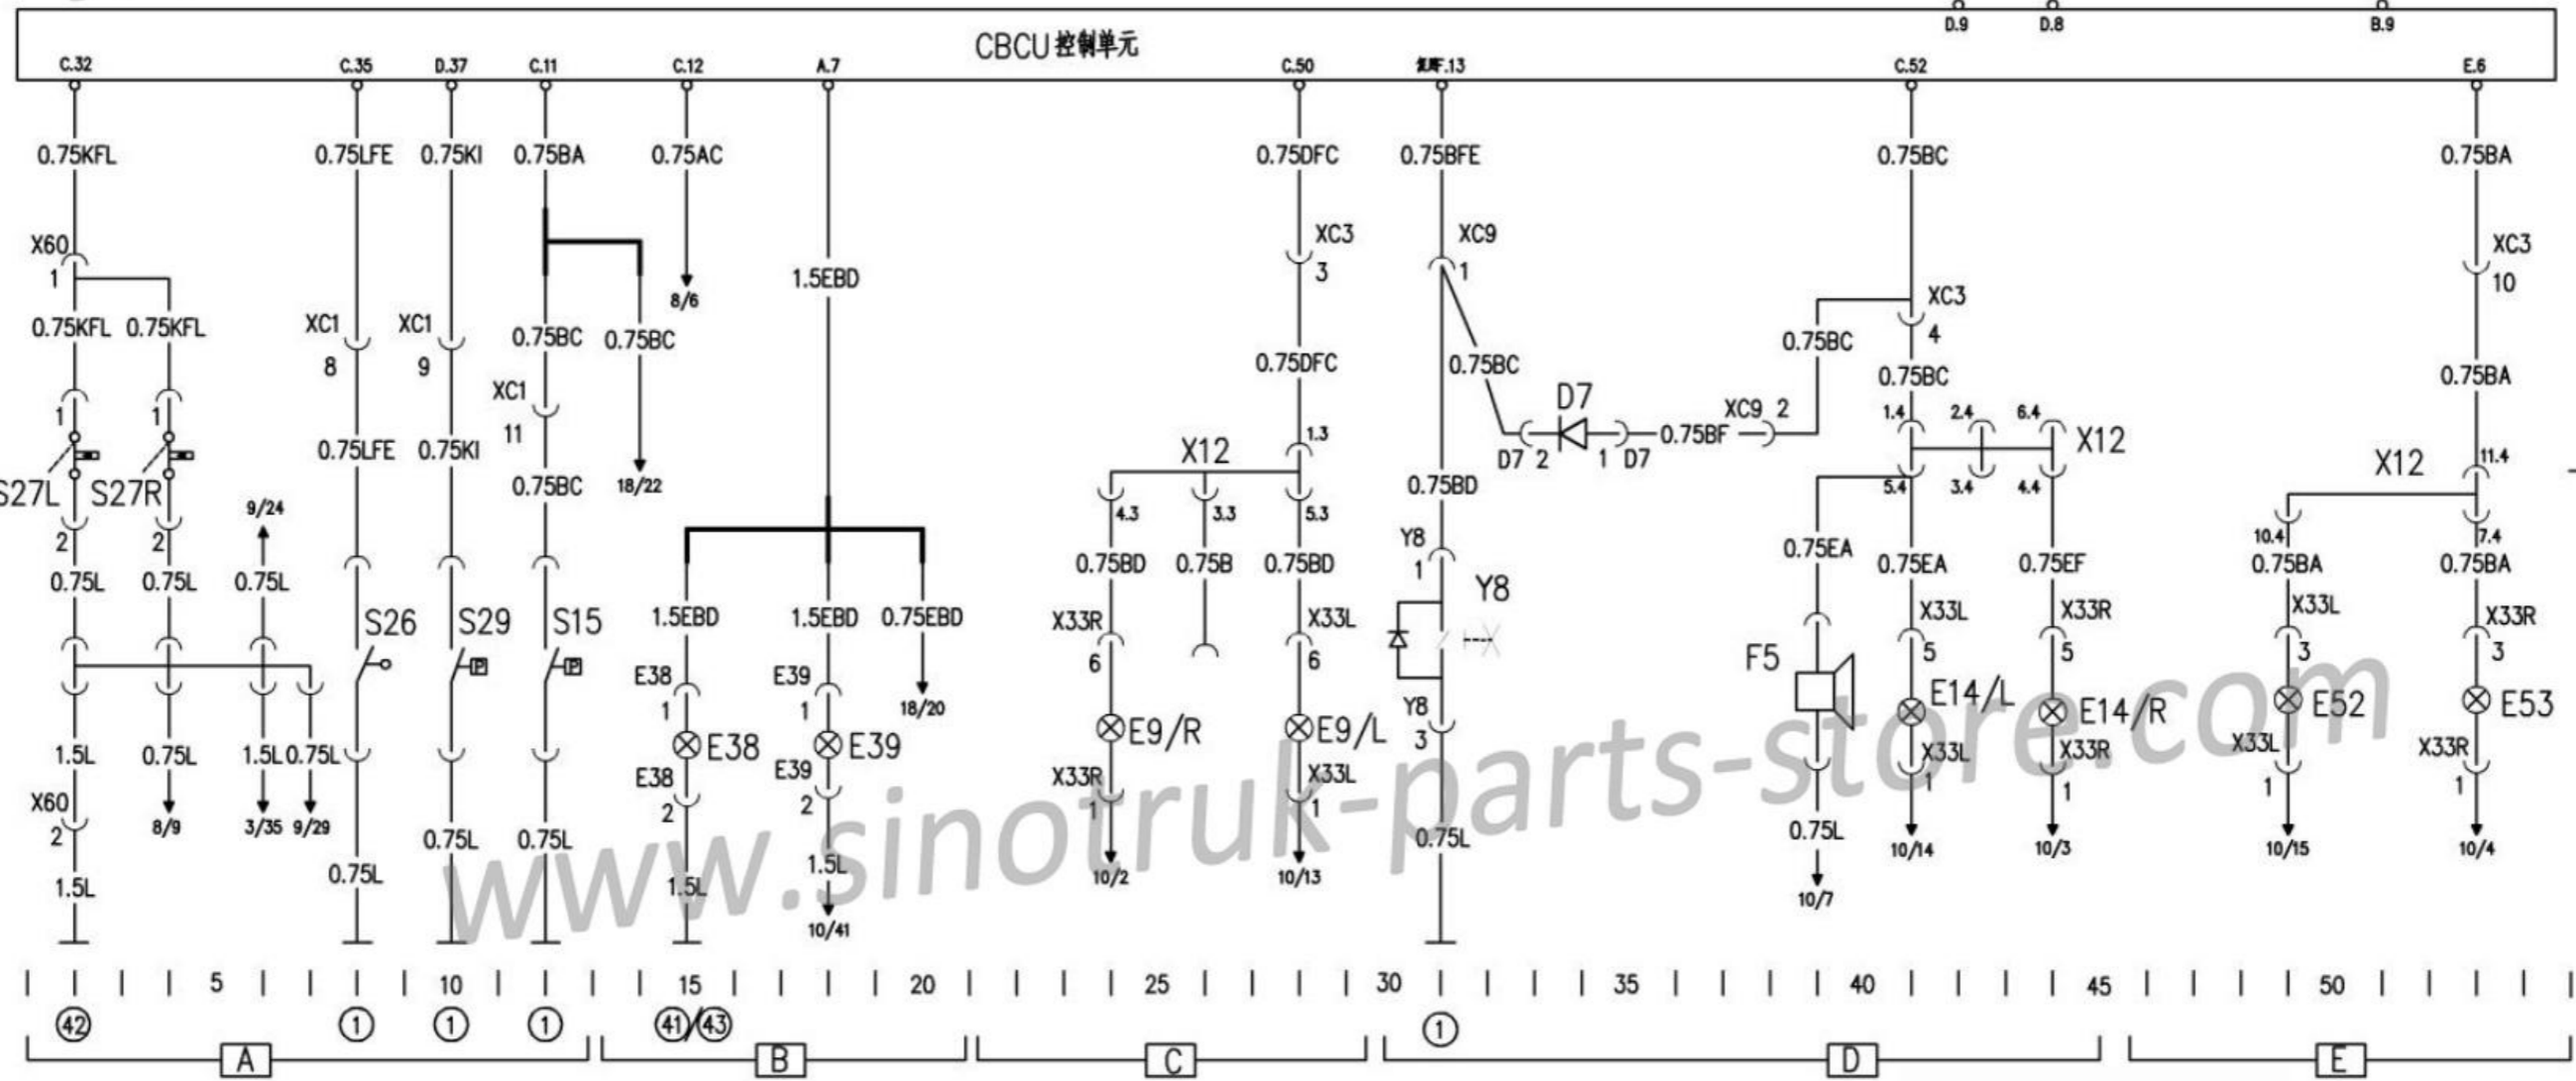 D.9 D.8 B.9
CBCU控制单元
C.32 C.35 D.37 C.11 C.12 A.7 C.50 F.13 C.52 E.6
0.75KFL 0.75LFE 0.75KI 0.75BA 0.75AC 0.75DFC 0.75BFE 0.75BC 0.75BA
X60 XC3 XC9 XC3
1 1.5EBD 3 1 10
8/6 XC3
0.75KFL 0.75KFL XC1 XC1 0.75BC 0.75BC 0.75BC 4
8 9 0.75DFC 0.75BC 0.75BC 0.75BA
XC1 D7 XC9 2 1.4 2.4 6.4
1 1 11 1.3 0.75BF X12
0.75LFE 0.75KI X12 D7 2 1 D7 X12 11.4
S27L S27R 0.75BC 18/22 0.75BD 5.4 3.4 4.4
9/24 4.3 3.3 5.3
2 2 Y8 0.75EA 10.4 7.4
0.75L 0.75L 0.75L 0.75BD 0.75B 0.75BD 1 0.75EA 0.75EF 0.75BA 0.75BA
S26 S29 S15 1.5EBD 1.5EBD 0.75EBD X33R X33L Y8 X33L X33R X33L X33R
P P E38 E39 6 6 F5 5 5 3 3
1 1 18/20 Y8 E14/L E14/R E52 E53
E38 E39 E9/R E9/L 3
1.5L 0.75L 1.5L 0.75L E38 E39 X33R X33L X33L X33R X33L X33R
X60 2 2 1 1 1 1 1 1
2 8/9 3/35 9/29 0.75L 0.75L 0.75L 0.75L 10/14 10/3 10/15 10/4
1.5L 0.75L 1.5L 1.5L 10/2 10/13 10/7
10/41
www.sinotruk-parts-store.com
5 10 15 20 25 30 35 40 45 50
42 1 1 1 41/43 1
A B C D E